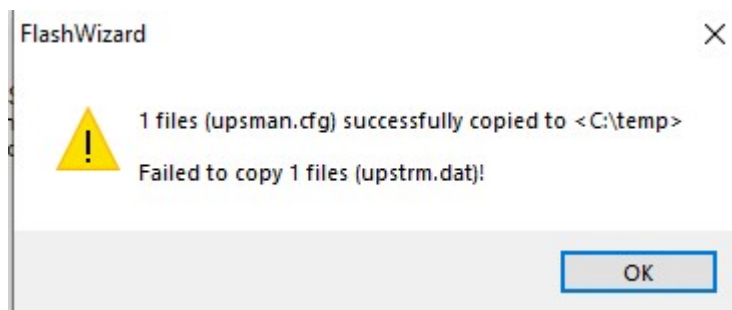 FlashWizard
1 files (upsman.cfg) successfully copied to <C:\temp>
Failed to copy 1 files (upstrm.dat)!
OK